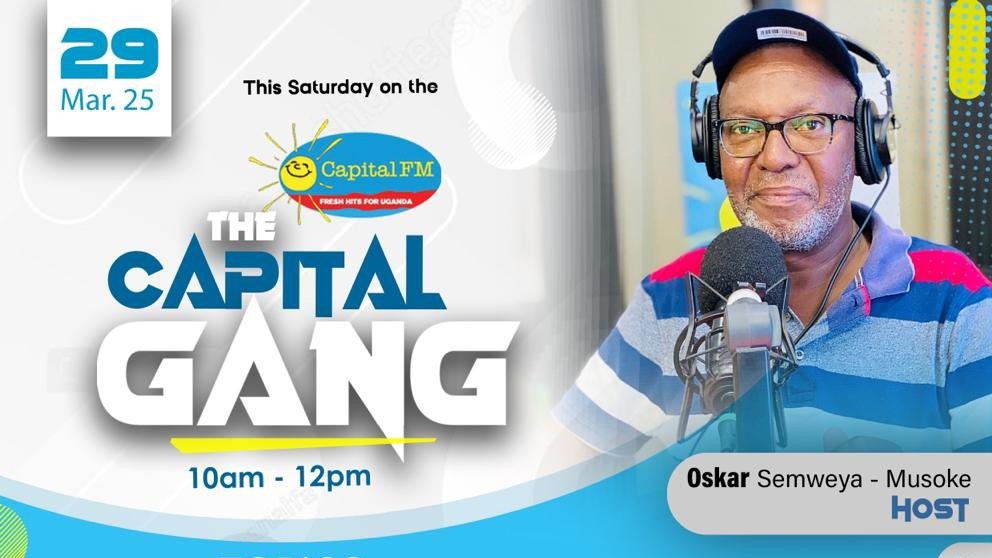 29
Mar. 25
This Saturday on the
Capital FM
FRESH HITS FOR UGANDA
THE
CAPITAL
GANG
10am - 12pm
Oskar Semweya - Musoke
HOST